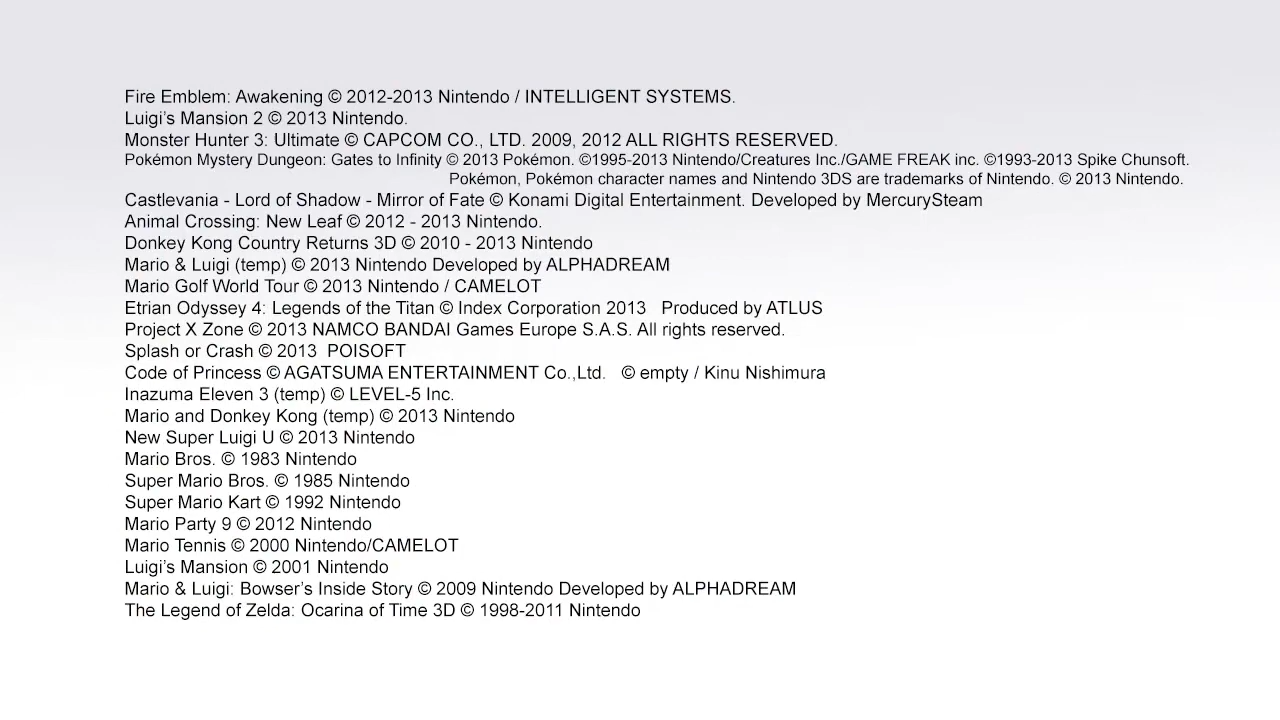 Fire Emblem: Awakening © 2012-2013 Nintendo / INTELLIGENT SYSTEMS.
Luigi’s Mansion 2 © 2013 Nintendo.
Monster Hunter 3: Ultimate © CAPCOM CO., LTD. 2009, 2012 ALL RIGHTS RESERVED.
Pokémon Mystery Dungeon: Gates to Infinity © 2013 Pokémon. ©1995-2013 Nintendo/Creatures Inc./GAME FREAK inc. ©1993-2013 Spike Chunsoft.
Pokémon, Pokémon character names and Nintendo 3DS are trademarks of Nintendo. © 2013 Nintendo.
Castlevania - Lord of Shadow - Mirror of Fate © Konami Digital Entertainment. Developed by MercurySteam
Animal Crossing: New Leaf © 2012 - 2013 Nintendo.
Donkey Kong Country Returns 3D © 2010 - 2013 Nintendo
Mario & Luigi (temp) © 2013 Nintendo Developed by ALPHADREAM
Mario Golf World Tour © 2013 Nintendo / CAMELOT
Etrian Odyssey 4: Legends of the Titan © Index Corporation 2013   Produced by ATLUS
Project X Zone © 2013 NAMCO BANDAI Games Europe S.A.S. All rights reserved.
Splash or Crash © 2013  POISOFT
Code of Princess © AGATSUMA ENTERTAINMENT Co.,Ltd.   © empty / Kinu Nishimura
Inazuma Eleven 3 (temp) © LEVEL-5 Inc.
Mario and Donkey Kong (temp) © 2013 Nintendo
New Super Luigi U © 2013 Nintendo
Mario Bros. © 1983 Nintendo
Super Mario Bros. © 1985 Nintendo
Super Mario Kart © 1992 Nintendo
Mario Party 9 © 2012 Nintendo
Mario Tennis © 2000 Nintendo/CAMELOT
Luigi’s Mansion © 2001 Nintendo
Mario & Luigi: Bowser’s Inside Story © 2009 Nintendo Developed by ALPHADREAM
The Legend of Zelda: Ocarina of Time 3D © 1998-2011 Nintendo